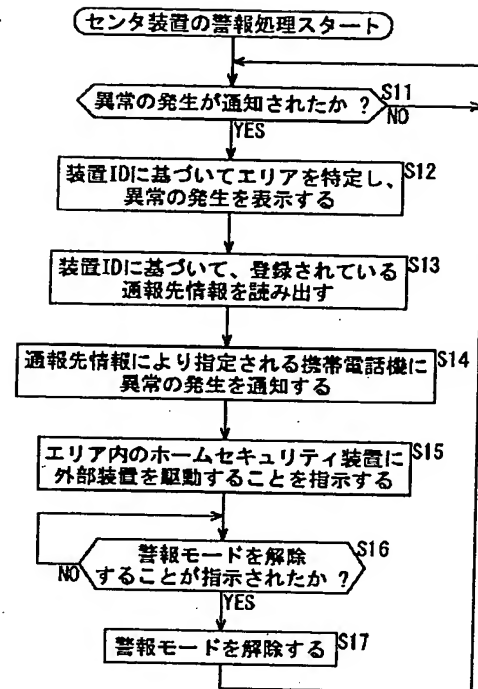 センタ装置の警報処理スタート
異常の発生が通知されたか ?
S11
NO
YES
装置IDに基づいてエリアを特定し、
異常の発生を表示する
S12
装置IDに基づいて、登録されている
通報先情報を読み出す
S13
通報先情報により指定される携帯電話機に
異常の発生を通知する
S14
エリア内のホームセキュリティ装置に
外部装置を駆動することを指示する
S15
警報モードを解除
することが指示されたか ?
S16
NO
YES
警報モードを解除する
S17